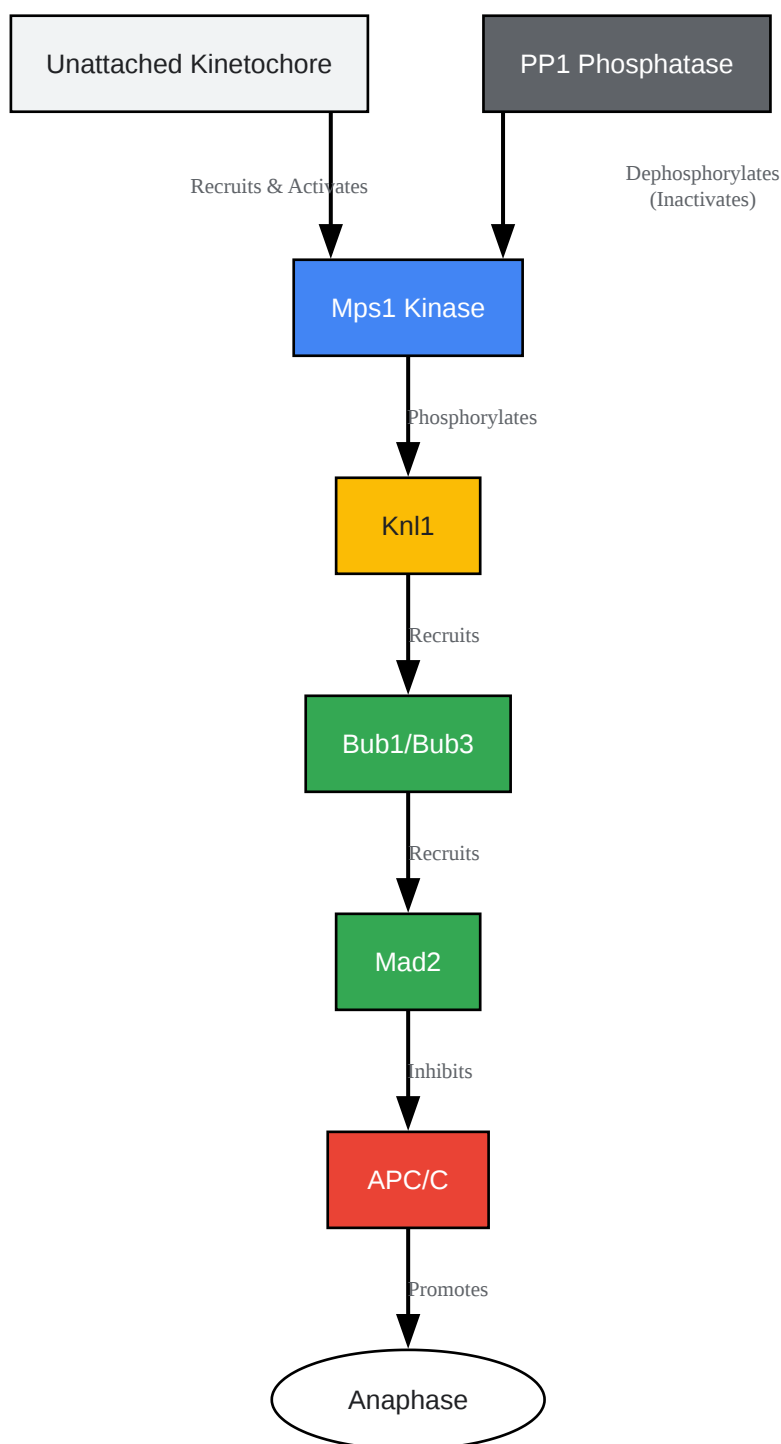 Unattached Kinetochore
PP1 Phosphatase
Recruits & Activates
Dephosphorylates
(Inactivates)
Mps1 Kinase
Phosphorylates
Knl1
Recruits
Bub1/Bub3
Recruits
Mad2
Inhibits
APC/C
Promotes
Anaphase